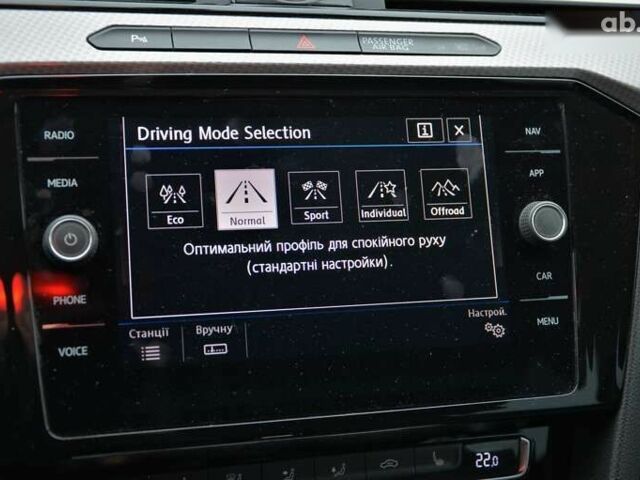 ab.
P
PASSENGER
AIR BAG
RADIO
MEDIA
PHONE
VOICE
Driving Mode Selection
i X
Eco Normal Sport Individual Offroad
Оптимальний профіль для спокійного руху
(стандартні настройки).
Станції Вручну Настрой.
NAV
APP
CAR
MENU
22.0